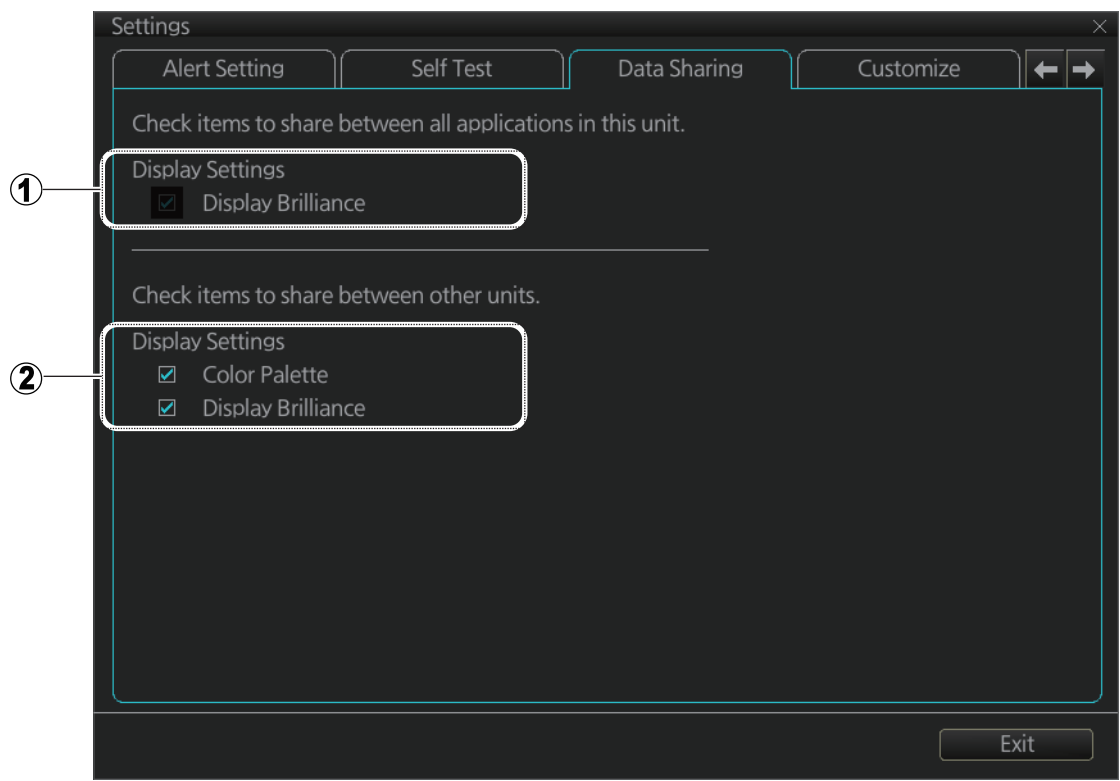 Settings
Alert Setting
Self Test
Data Sharing
Customize
Check items to share between all applications in this unit.
1
Display Settings
Display Brilliance
Check items to share between other units.
2
Display Settings
Color Palette
Display Brilliance
Exit